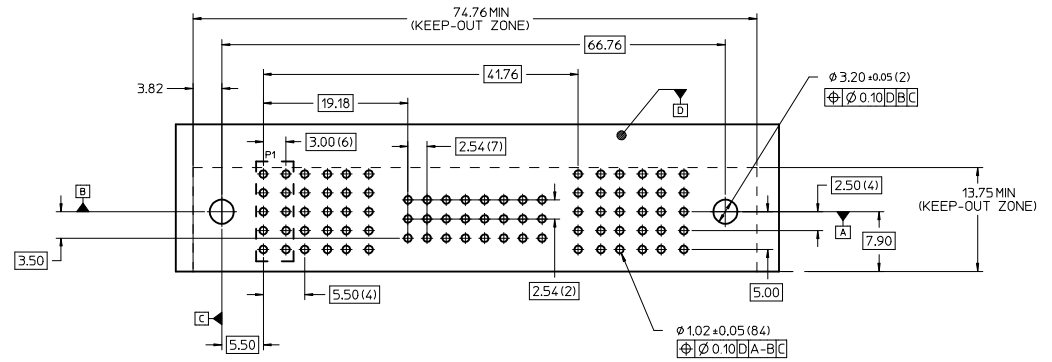 74.76 MIN
(KEEP-OUT ZONE)
66.76
41.76
3.82
⌀3.20 ±0.05 (2)
⌖ ⌀ 0.10 D B C
19.18
D
3.00 (6)
2.54 (7)
P1
B
2.50 (4)
13.75 MIN
(KEEP-OUT ZONE)
A
7.90
3.50
5.50 (4)
2.54 (2)
5.00
C
5.50
⌀1.02 ±0.05 (84)
⌖ ⌀ 0.10 D A-B C